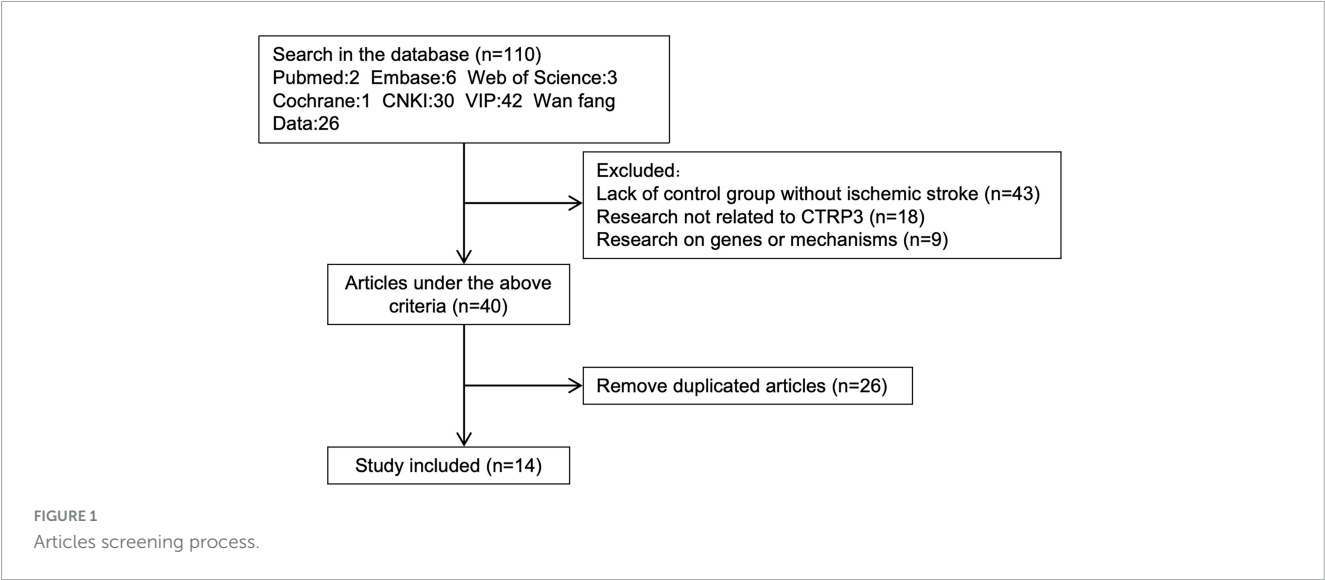 Search in the database (n=110)
Pubmed:2 Embase:6 Web of Science:3
Cochrane:1 CNKI:30 VIP:42 Wan fang
Data:26
Excluded：
Lack of control group without ischemic stroke (n=43)
Research not related to CTRP3 (n=18)
Research on genes or mechanisms (n=9)
Articles under the above
criteria (n=40)
Remove duplicated articles (n=26)
Study included (n=14)
FIGURE 1
Articles screening process.